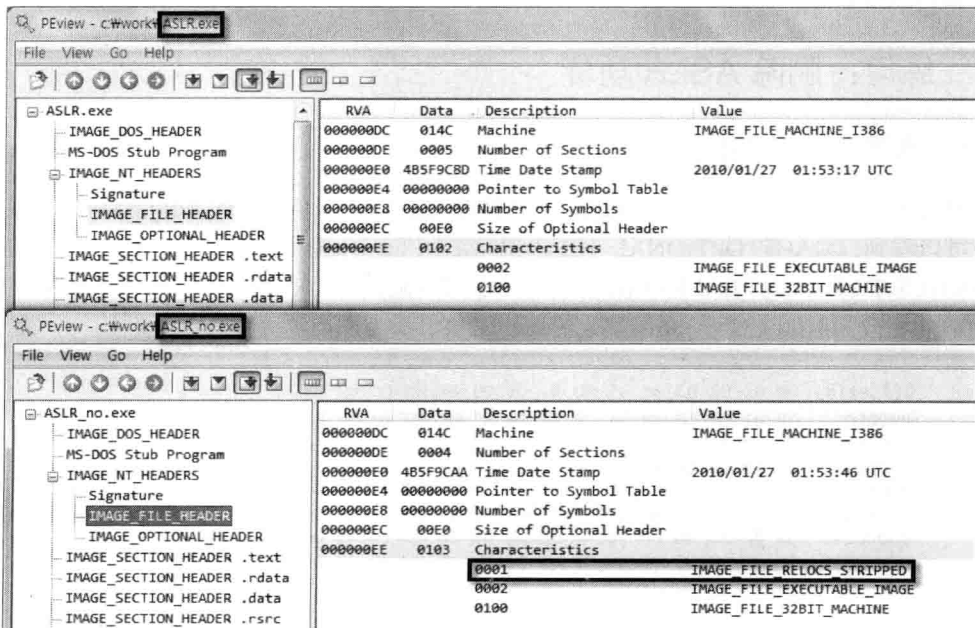 PEview - c:₩work₩ASLR.exe
File View Go Help
ASLR.exe
IMAGE_DOS_HEADER
MS-DOS Stub Program
IMAGE_NT_HEADERS
Signature
IMAGE_FILE_HEADER
IMAGE_OPTIONAL_HEADER
IMAGE_SECTION_HEADER .text
IMAGE_SECTION_HEADER .rdata
IMAGE_SECTION_HEADER .data
RVA Data Description Value
000000DC 014C Machine IMAGE_FILE_MACHINE_I386
000000DE 0005 Number of Sections
000000E0 4B5F9C8D Time Date Stamp 2010/01/27 01:53:17 UTC
000000E4 00000000 Pointer to Symbol Table
000000E8 00000000 Number of Symbols
000000EC 00E0 Size of Optional Header
000000EE 0102 Characteristics
0002 IMAGE_FILE_EXECUTABLE_IMAGE
0100 IMAGE_FILE_32BIT_MACHINE
PEview - c:₩work₩ASLR_no.exe
File View Go Help
ASLR_no.exe
IMAGE_DOS_HEADER
MS-DOS Stub Program
IMAGE_NT_HEADERS
Signature
IMAGE_FILE_HEADER
IMAGE_OPTIONAL_HEADER
IMAGE_SECTION_HEADER .text
IMAGE_SECTION_HEADER .rdata
IMAGE_SECTION_HEADER .data
IMAGE_SECTION_HEADER .rsrc
RVA Data Description Value
000000DC 014C Machine IMAGE_FILE_MACHINE_I386
000000DE 0004 Number of Sections
000000E0 4B5F9CAA Time Date Stamp 2010/01/27 01:53:46 UTC
000000E4 00000000 Pointer to Symbol Table
000000E8 00000000 Number of Symbols
000000EC 00E0 Size of Optional Header
000000EE 0103 Characteristics
0001 IMAGE_FILE_RELOCS_STRIPPED
0002 IMAGE_FILE_EXECUTABLE_IMAGE
0100 IMAGE_FILE_32BIT_MACHINE